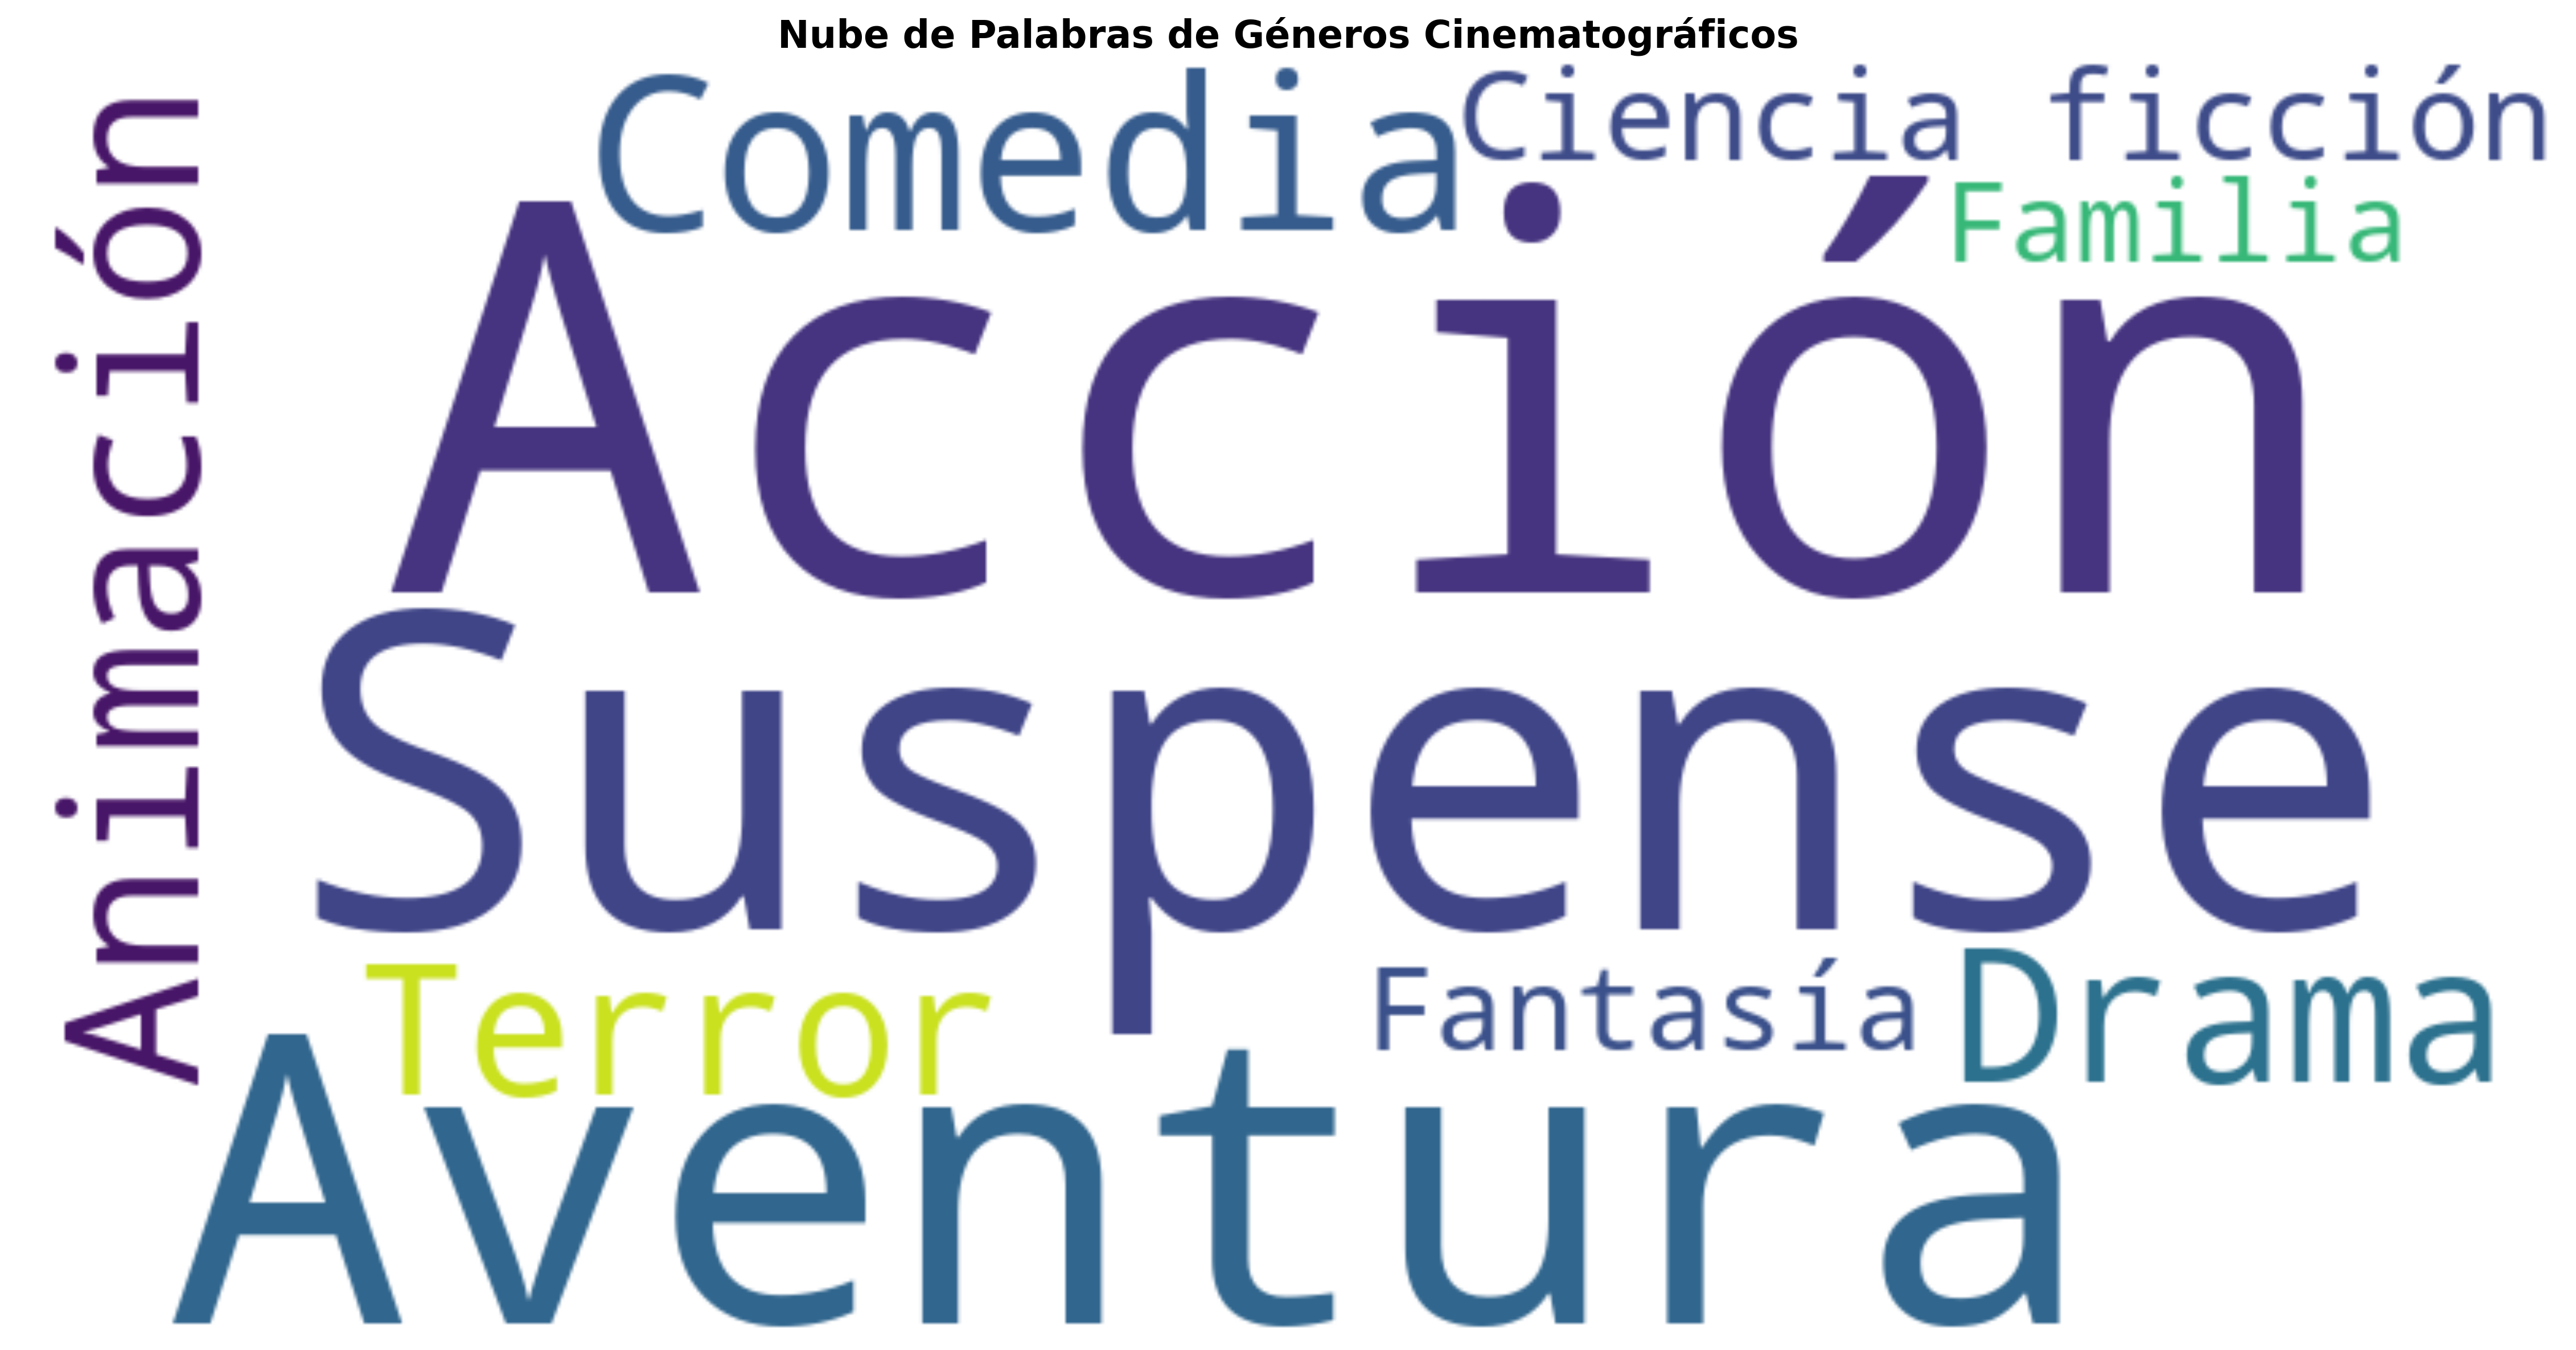 Nube de Palabras de Géneros Cinematográficos
Animación
Comedia
Ciencia ficción
Familia
Acción
Suspense
Terror
Fantasía
Drama
Aventura